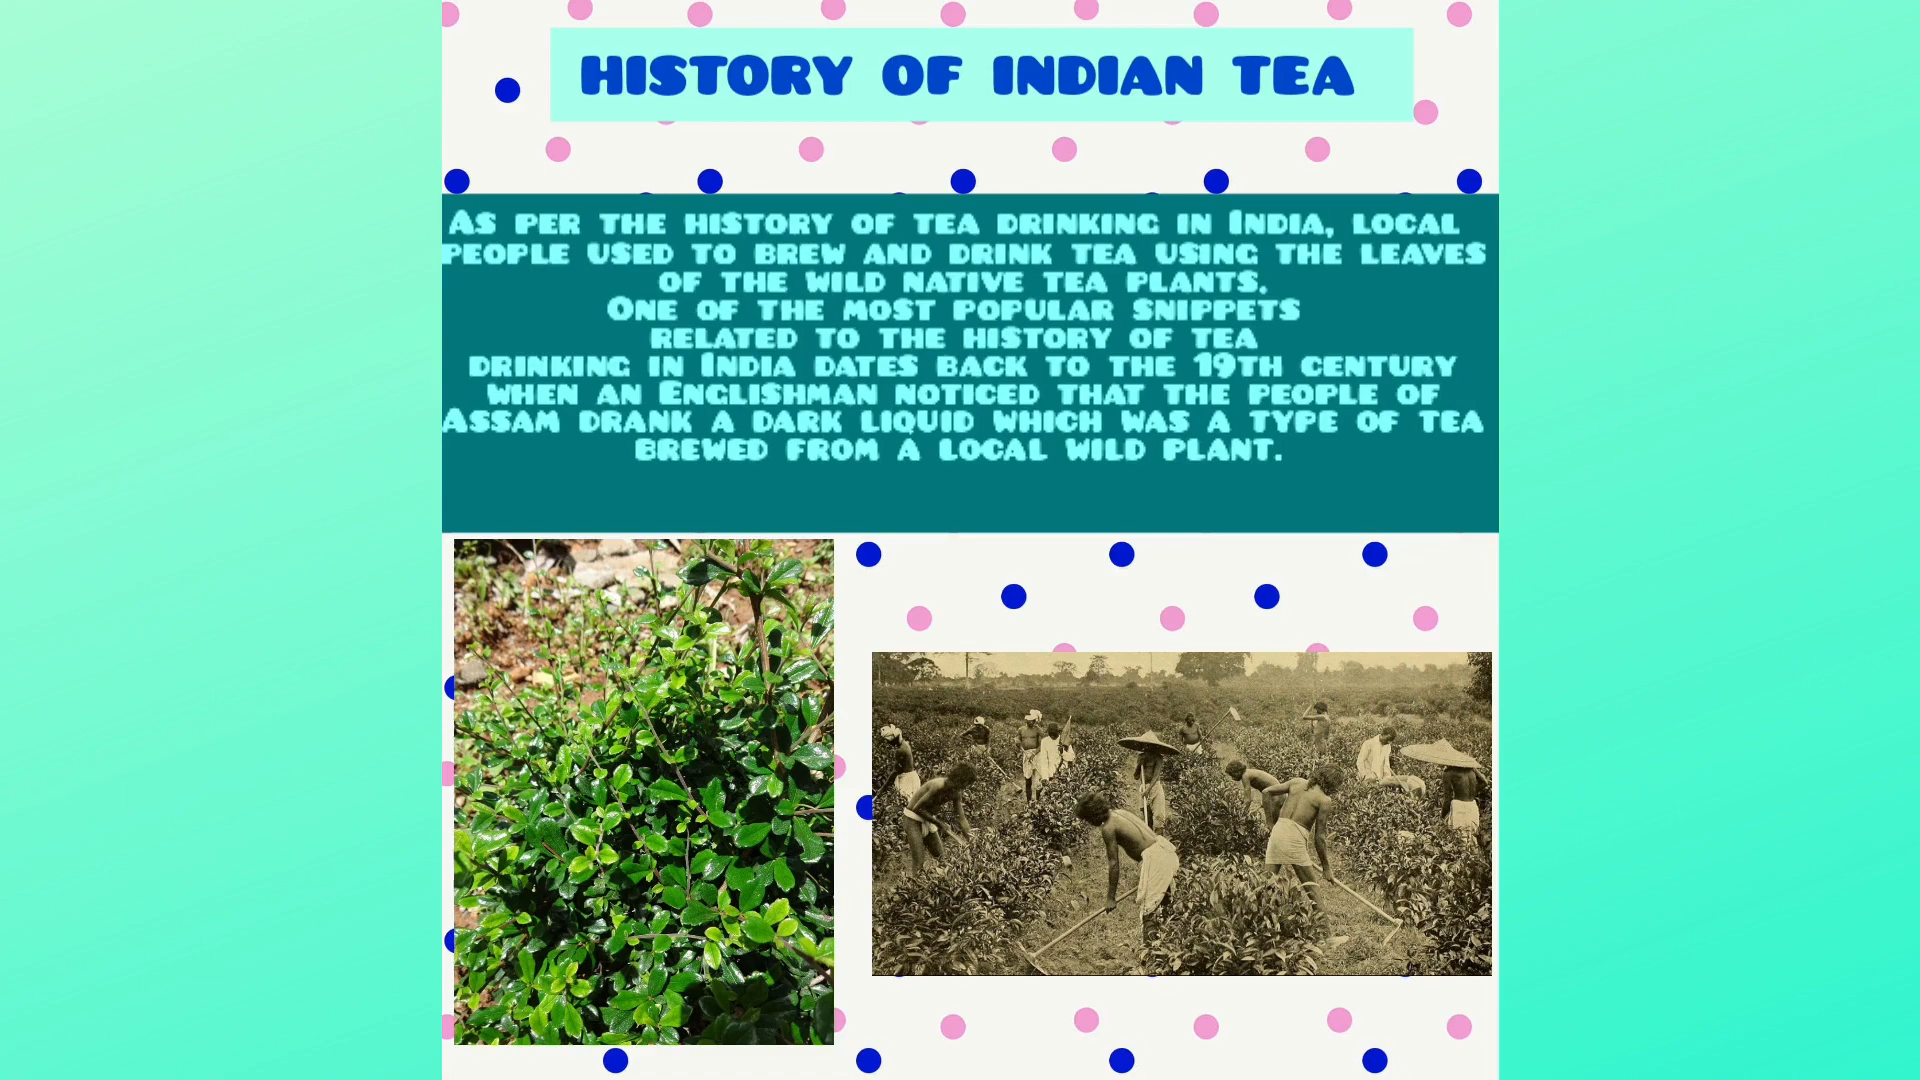 HISTORY OF INDIAN TEA
As per the history of tea drinking in India, local
people used to brew and drink tea using the leaves
of the wild native tea plants.
One of the most popular snippets
related to the history of tea
drinking in India dates back to the 19th century
when an Englishman noticed that the people of
Assam drank a dark liquid which was a type of tea
brewed from a local wild plant.